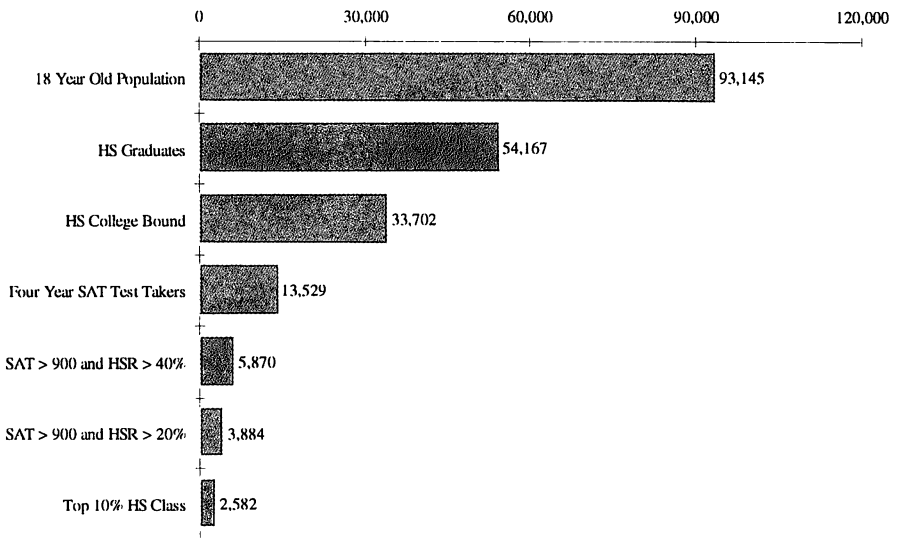 0 30,000 60,000 90,000 120,000
18 Year Old Population 93,145
HS Graduates 54,167
HS College Bound 33,702
Four Year SAT Test Takers 13,529
SAT > 900 and HSR > 40% 5,870
SAT > 900 and HSR > 20% 3,884
Top 10% HS Class 2,582